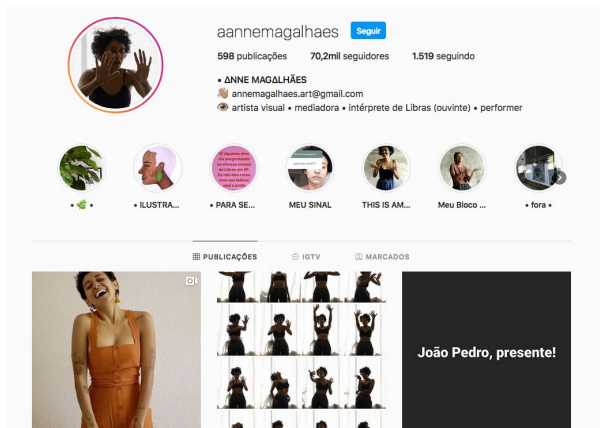 aannemagalhaes Seguir
598 publicações 70,2mil seguidores 1.519 seguindo
• ΔNNE MAGΔLHÃES
annemagalhaes.art@gmail.com
artista visual • mediadora • intérprete de Libras (ouvinte) • performer
• 🌿 • • ILUSTRA... • PARA SE... MEU SINAL THIS IS AM... Meu Bloco ... • fora •
PUBLICAÇÕES IGTV MARCADOS
João Pedro, presente!